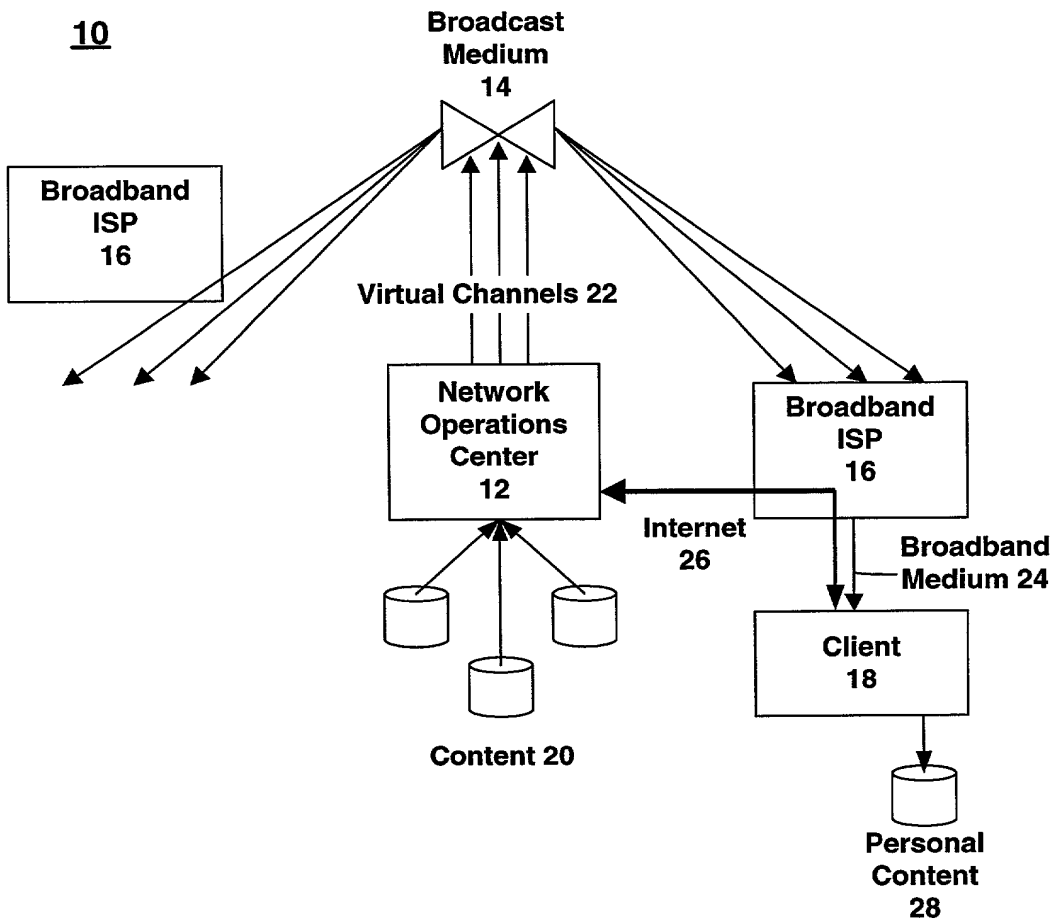 10
Broadcast
Medium
14
Broadband
ISP
16
Virtual Channels 22
Network
Operations
Center
12
Broadband
ISP
16
Internet
26
Broadband
Medium 24
Client
18
Content 20
Personal
Content
28